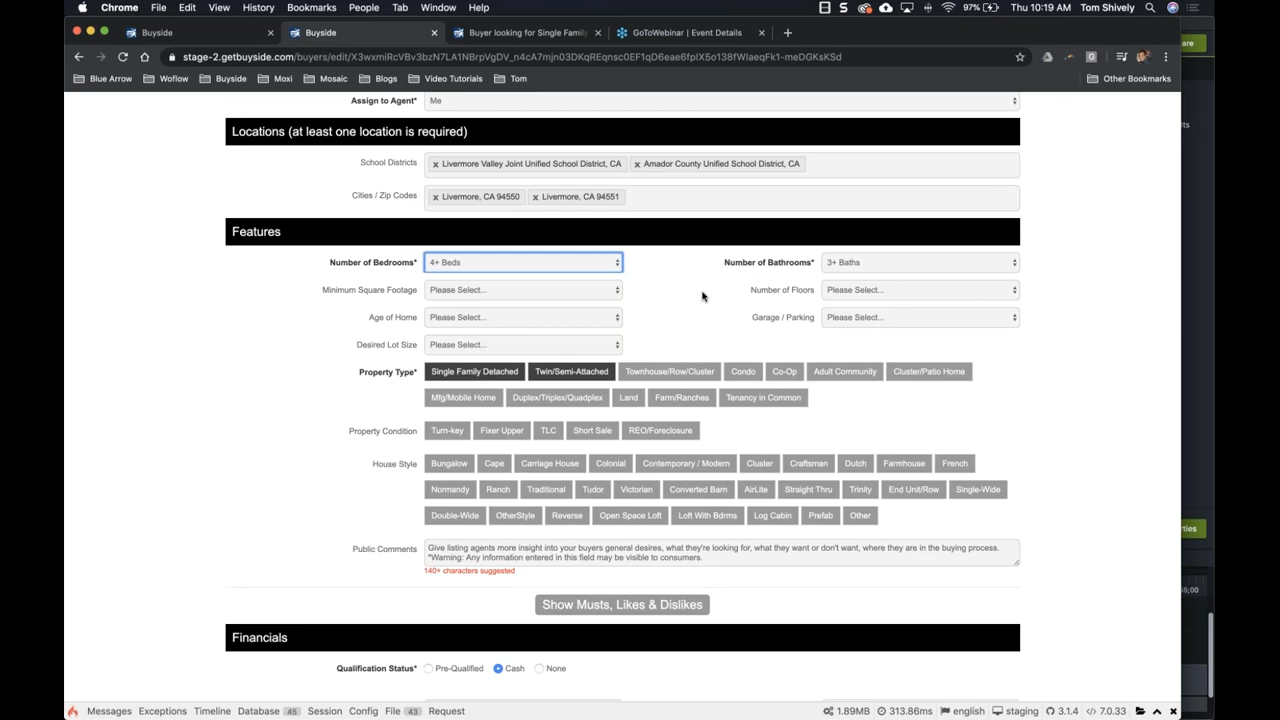 Chrome File Edit View History Bookmarks People Tab Window Help 97% Thu 10:19 AM Tom Shively
Buyside Buyside Buyer looking for Single Family GoToWebinar | Event Details
stage-2.getbuyside.com/buyers/edit/
Blue Arrow Woflow Buyside Moxi Mosaic Blogs Video Tutorials Tom Other Bookmarks
Assign to Agent* Me
Locations (at least one location is required)
School Districts × Livermore Valley Joint Unified School District, CA × Amador County Unified School District, CA
Cities / Zip Codes × Livermore, CA 94550 × Livermore, CA 94551
Features
Number of Bedrooms* 4+ Beds Number of Bathrooms* 3+ Baths
Minimum Square Footage Please Select... Number of Floors Please Select...
Age of Home Please Select... Garage / Parking Please Select...
Desired Lot Size Please Select...
Property Type* Single Family Detached Twin/Semi-Attached Townhouse/Row/Cluster Condo Co-Op Adult Community Cluster/Patio Home
Mfg/Mobile Home Duplex/Triplex/Quadplex Land Farm/Ranches Tenancy in Common
Property Condition Turn-key Fixer Upper TLC Short Sale REO/Foreclosure
House Style Bungalow Cape Carriage House Colonial Contemporary / Modern Cluster Craftsman Dutch Farmhouse French
Normandy Ranch Traditional Tudor Victorian Converted Barn AirLite Straight Thru Trinity End Unit/Row Single-Wide
Double-Wide OtherStyle Reverse Open Space Loft Loft With Bdrms Log Cabin Prefab Other
Public Comments Give listing agents more insight into your buyers general desires, what they're looking for, what they want or don't want, where they are in the buying process.
*Warning: Any information entered in this field may be visible to consumers.
140+ characters suggested
Show Musts, Likes & Dislikes
Financials
Qualification Status* Pre-Qualified Cash None
Messages Exceptions Timeline Database 45 Session Config File 43 Request 1.89MB 313.86ms english staging 3.1.4 7.0.33